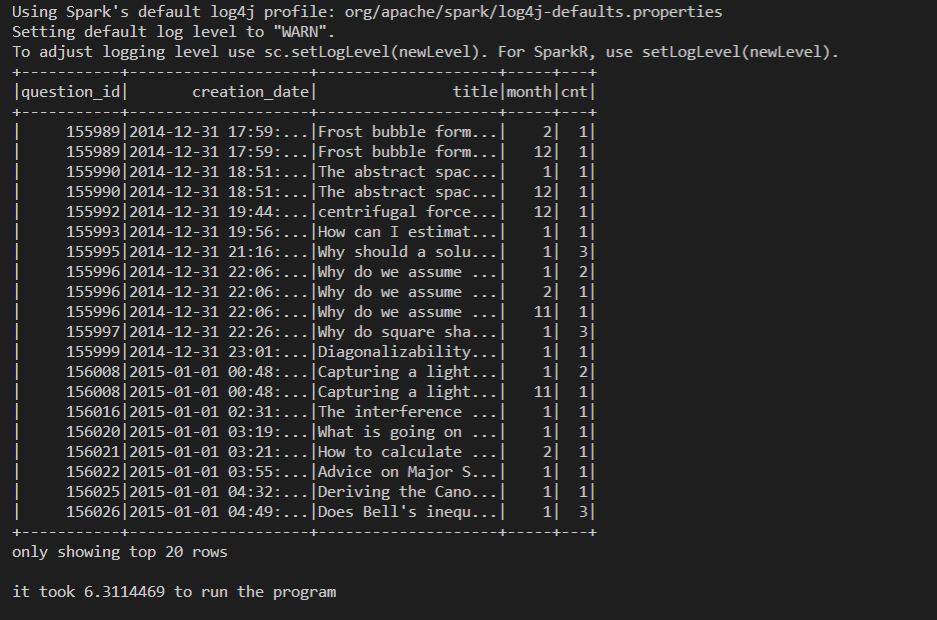 Using Spark's default log4j profile: org/apache/spark/log4j-defaults.properties
Setting default log level to "WARN".
To adjust logging level use sc.setLogLevel(newLevel). For SparkR, use setLogLevel(newLevel).
+-----------+--------------------+--------------------+-----+---+
|question_id|       creation_date|               title|month|cnt|
+-----------+--------------------+--------------------+-----+---+
|     155989|2014-12-31 17:59:...|Frost bubble form...|    2|  1|
|     155989|2014-12-31 17:59:...|Frost bubble form...|   12|  1|
|     155990|2014-12-31 18:51:...|The abstract spac...|    1|  1|
|     155990|2014-12-31 18:51:...|The abstract spac...|   12|  1|
|     155992|2014-12-31 19:44:...|centrifugal force...|   12|  1|
|     155993|2014-12-31 19:56:...|How can I estimat...|    1|  1|
|     155995|2014-12-31 21:16:...|Why should a solu...|    1|  3|
|     155996|2014-12-31 22:06:...|Why do we assume ...|    1|  2|
|     155996|2014-12-31 22:06:...|Why do we assume ...|    2|  1|
|     155996|2014-12-31 22:06:...|Why do we assume ...|   11|  1|
|     155997|2014-12-31 22:26:...|Why do square sha...|    1|  3|
|     155999|2014-12-31 23:01:...|Diagonalizability...|    1|  1|
|     156008|2015-01-01 00:48:...|Capturing a light...|    1|  2|
|     156008|2015-01-01 00:48:...|Capturing a light...|   11|  1|
|     156016|2015-01-01 02:31:...|The interference ...|    1|  1|
|     156020|2015-01-01 03:19:...|What is going on ...|    1|  1|
|     156021|2015-01-01 03:21:...|How to calculate ...|    2|  1|
|     156022|2015-01-01 03:55:...|Advice on Major S...|    1|  1|
|     156025|2015-01-01 04:32:...|Deriving the Cano...|    1|  1|
|     156026|2015-01-01 04:49:...|Does Bell's inequ...|    1|  3|
+-----------+--------------------+--------------------+-----+---+
only showing top 20 rows
it took 6.3114469 to run the program